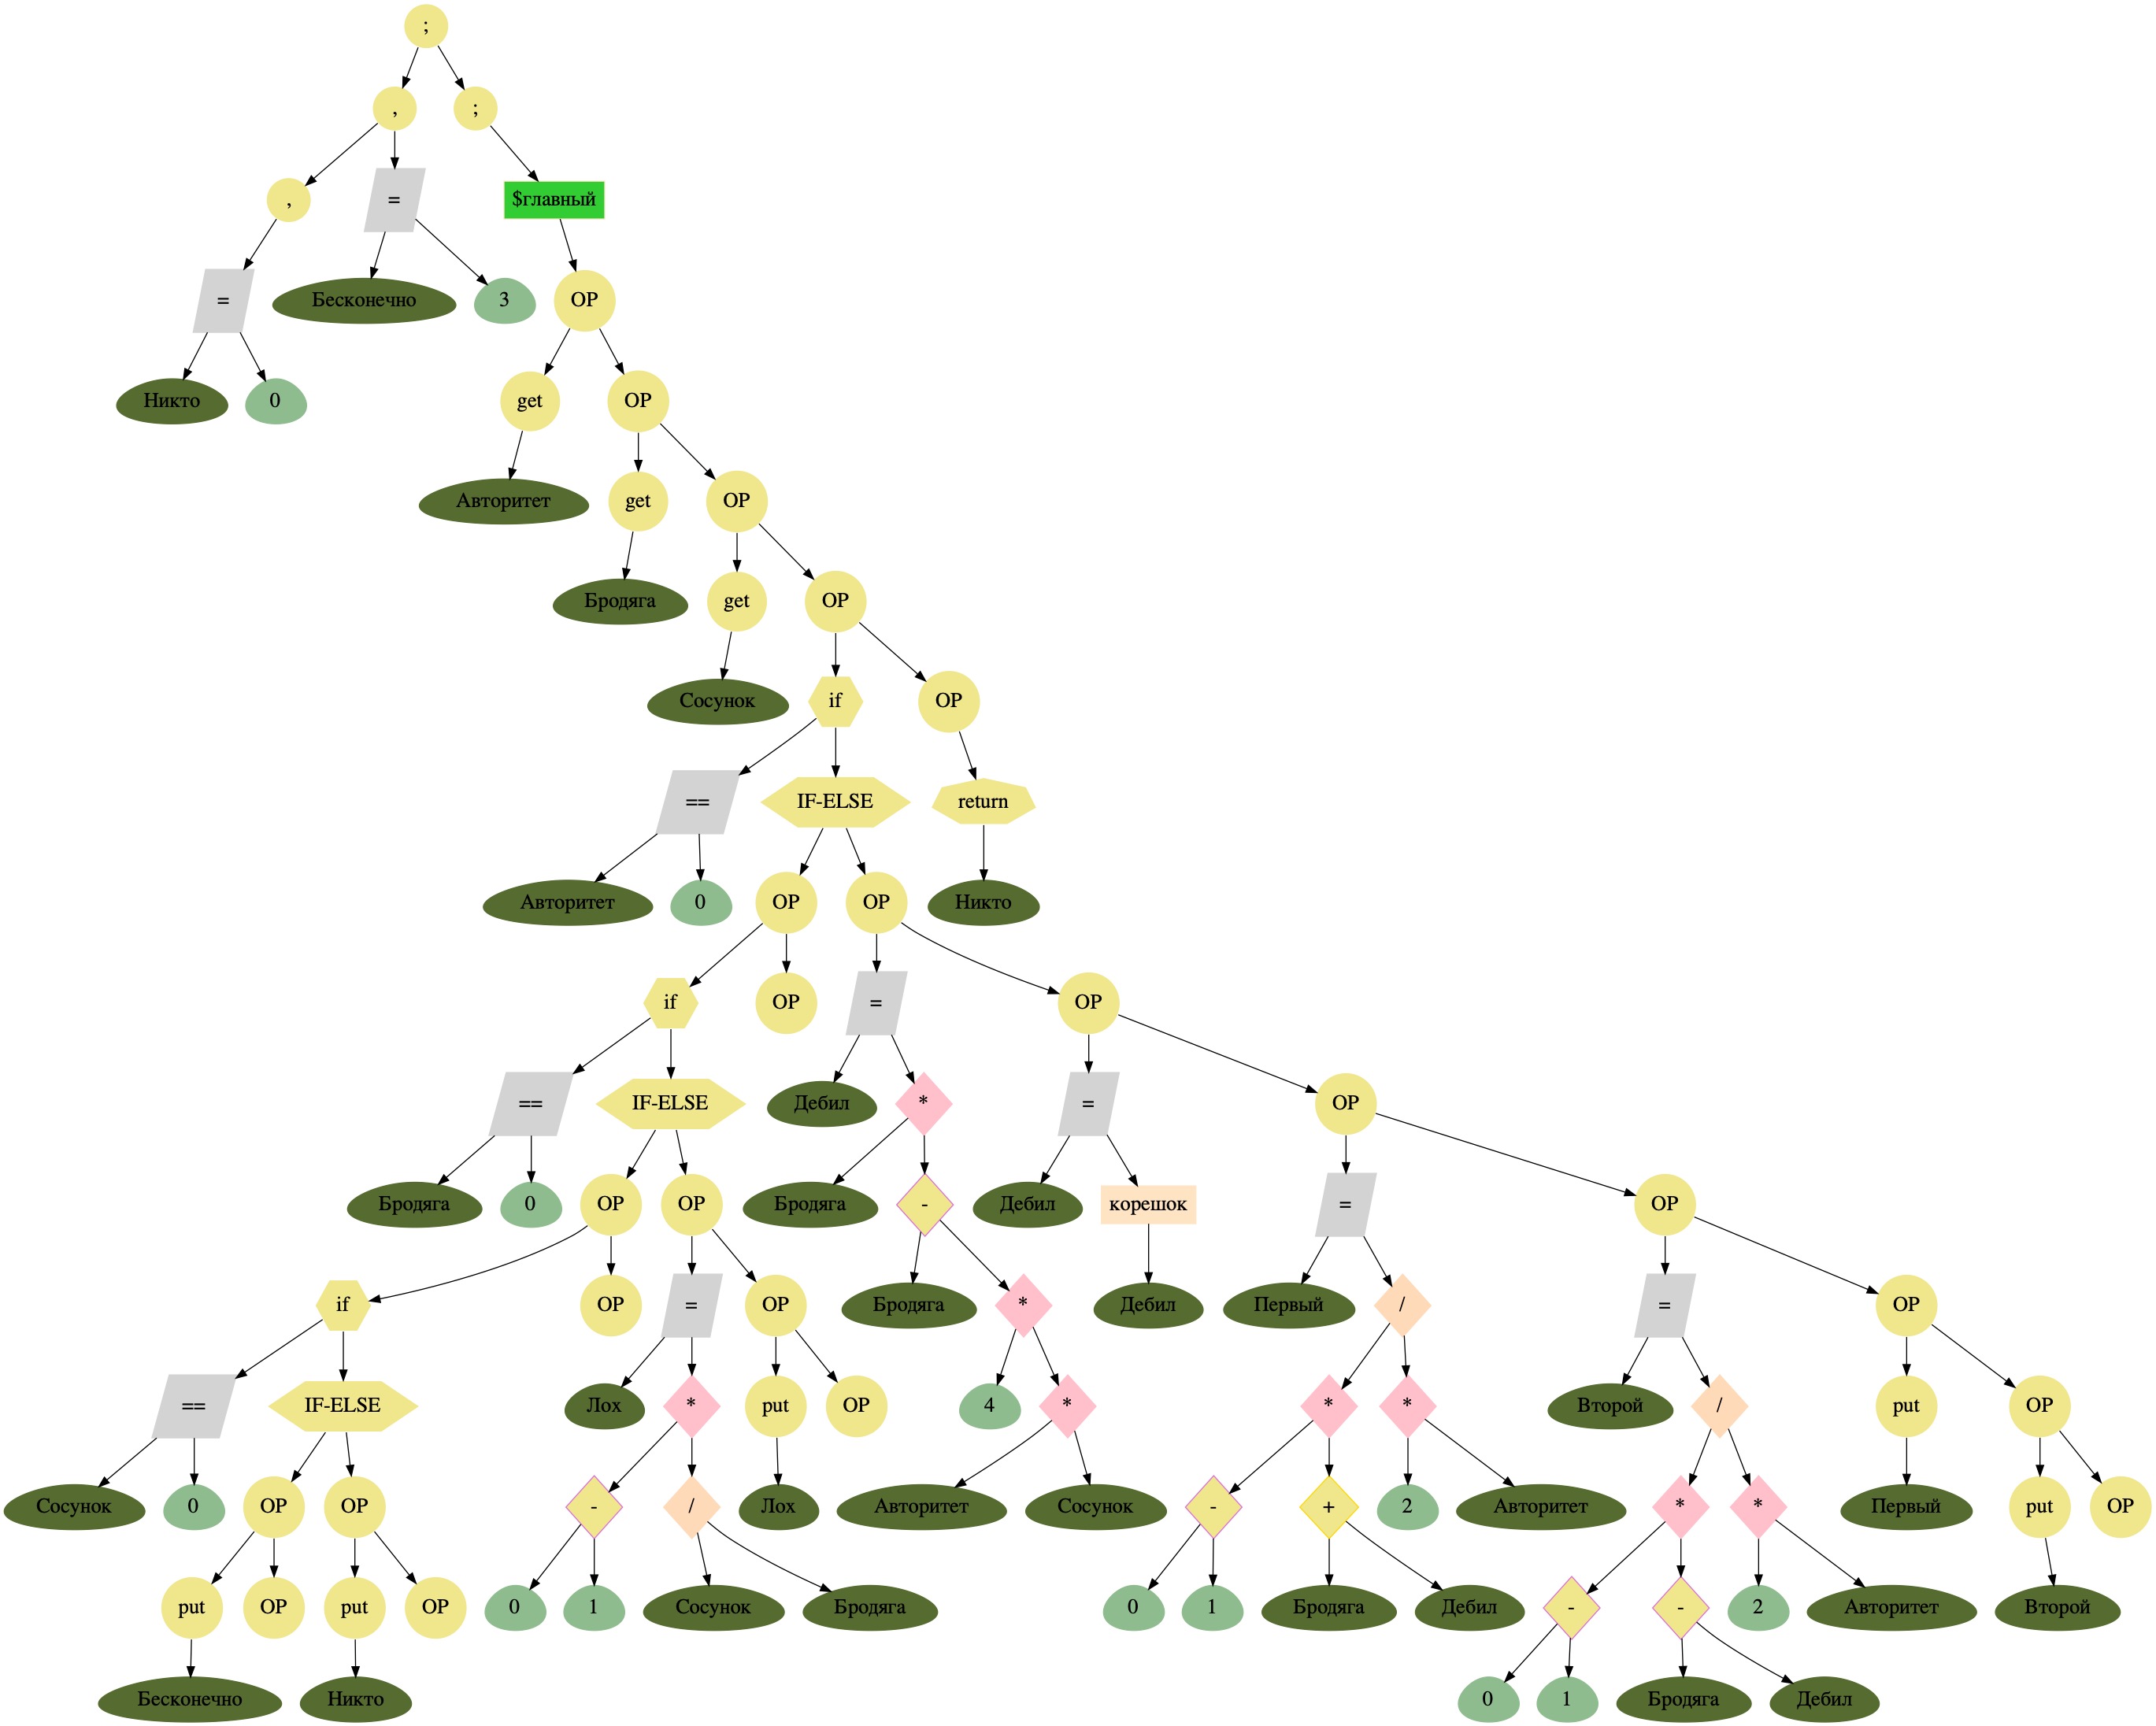 ;
, ;
, = $главный
= Бесконечно 3 OP
Никто 0 get OP
Авторитет get OP
Бродяга get OP
Сосунок if OP
== IF-ELSE return
Авторитет 0 OP OP Никто
if OP = OP
== IF-ELSE Дебил * = OP
Бродяга 0 OP OP Бродяга - Дебил корешок = OP
if OP = OP Бродяга * Дебил Первый / = OP
== IF-ELSE Лох * put OP 4 * * * Второй / put OP
Сосунок 0 OP OP - / Лох Авторитет Сосунок - + 2 Авторитет * * Первый put OP
put OP put OP 0 1 Сосунок Бродяга 0 1 Бродяга Дебил - - 2 Авторитет Второй
Бесконечно Никто 0 1 Бродяга Дебил